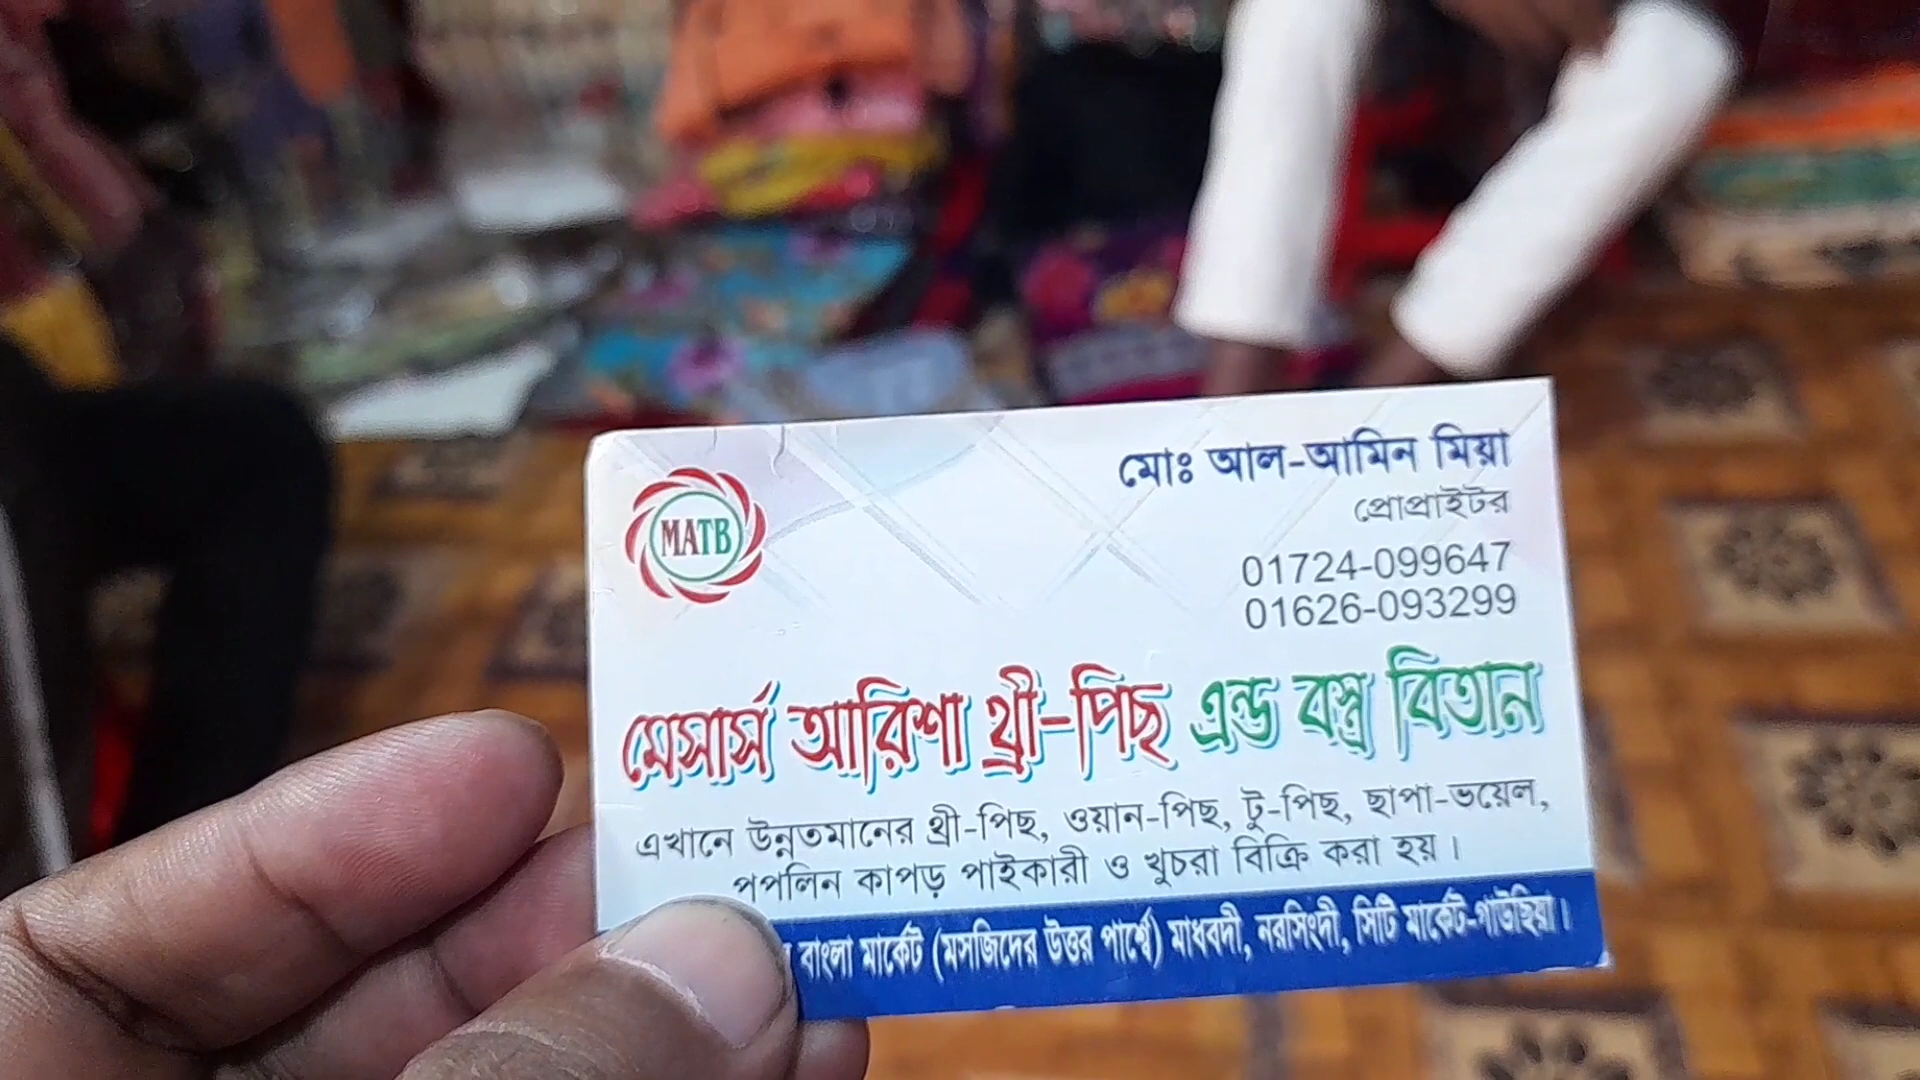 MATB
মোঃ আল-আমিন মিয়া
প্রোপ্রাইটর
01724-099647
01626-093299
মেসার্স আরিশা থ্রী-পিছ এন্ড বস্ত্র বিতান
এখানে উন্নতমানের থ্রী-পিছ, ওয়ান-পিছ, টু-পিছ, ছাপা-ভয়েল,
পপলিন কাপড় পাইকারী ও খুচরা বিক্রি করা হয়।
বাংলা মার্কেট (মসজিদের উত্তর পার্শ্বে) মাধবদী, নরসিংদী, সিটি মার্কেট-গাউছিয়া।